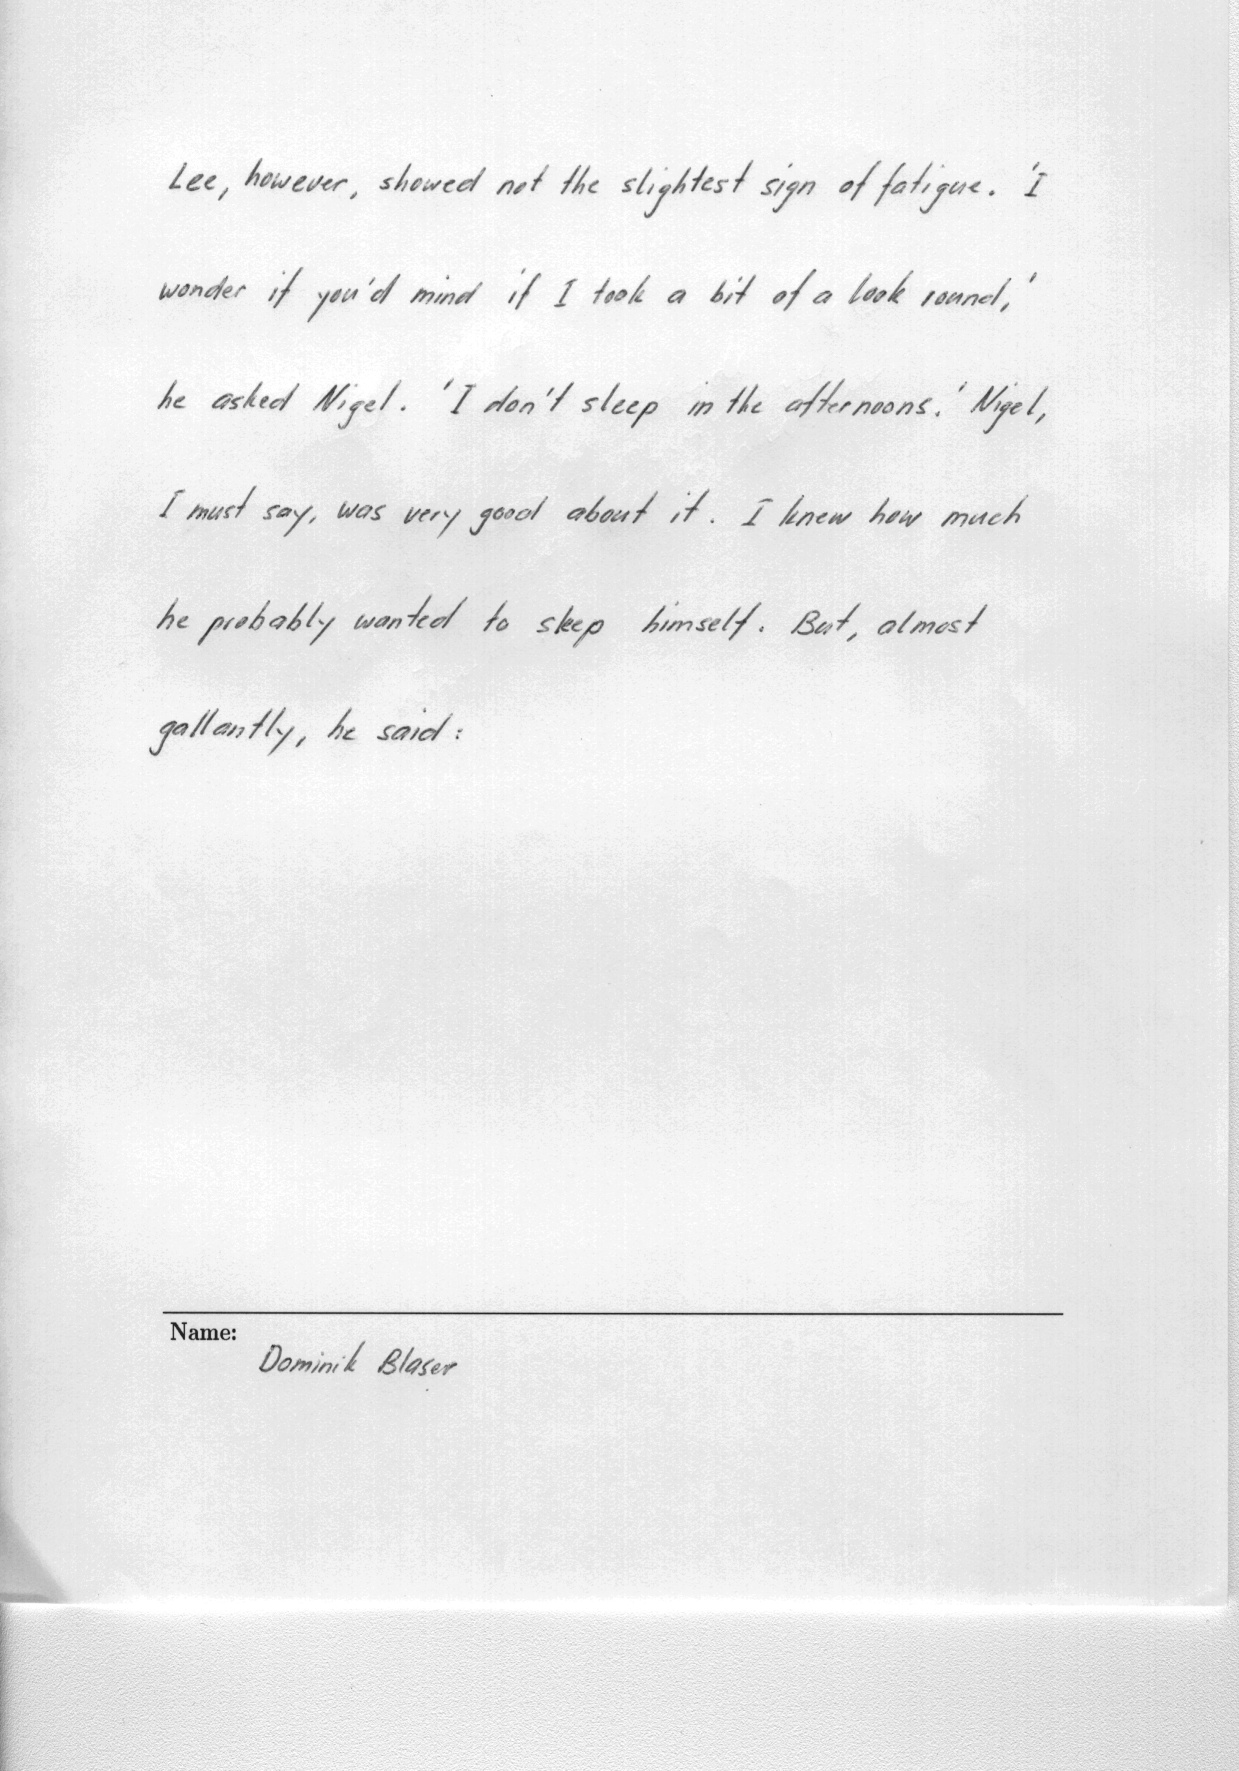 Lee, however, showed not the slightest sign of fatigue. 'I
wonder if you'd mind if I took a bit of a look round,'
he asked Nigel. 'I don't sleep in the afternoons.' Nigel,
I must say, was very good about it. I knew how much
he probably wanted to sleep himself. But, almost
gallantly, he said:
Name:
Dominik Blaser